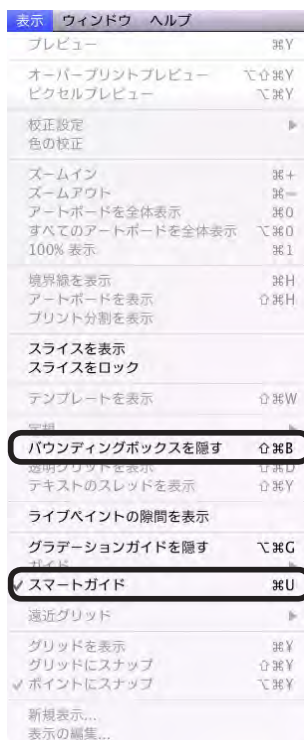 表示 ウィンドウ ヘルプ
プレビュー ⌘Y
オーバープリントプレビュー ⌥⇧⌘Y
ピクセルプレビュー ⌥⌘Y
校正設定 ▶
色の校正
ズームイン ⌘+
ズームアウト ⌘−
アートボードを全体表示 ⌘0
すべてのアートボードを全体表示 ⌥⌘0
100% 表示 ⌘1
境界線を表示 ⌘H
アートボードを表示 ⇧⌘H
プリント分割を表示
スライスを表示
スライスをロック
テンプレートを表示 ⇧⌘W
定規 ▶
バウンディングボックスを隠す ⇧⌘B
透明グリッドを表示 ⇧⌘D
テキストのスレッドを表示 ⇧⌘Y
ライブペイントの隙間を表示
グラデーションガイドを隠す ⌥⌘G
ガイド ▶
✓ スマートガイド ⌘U
遠近グリッド ▶
グリッドを表示 ⌘¥
グリッドにスナップ ⇧⌘¥
✓ ポイントにスナップ ⌥⌘¥
新規表示...
表示の編集...